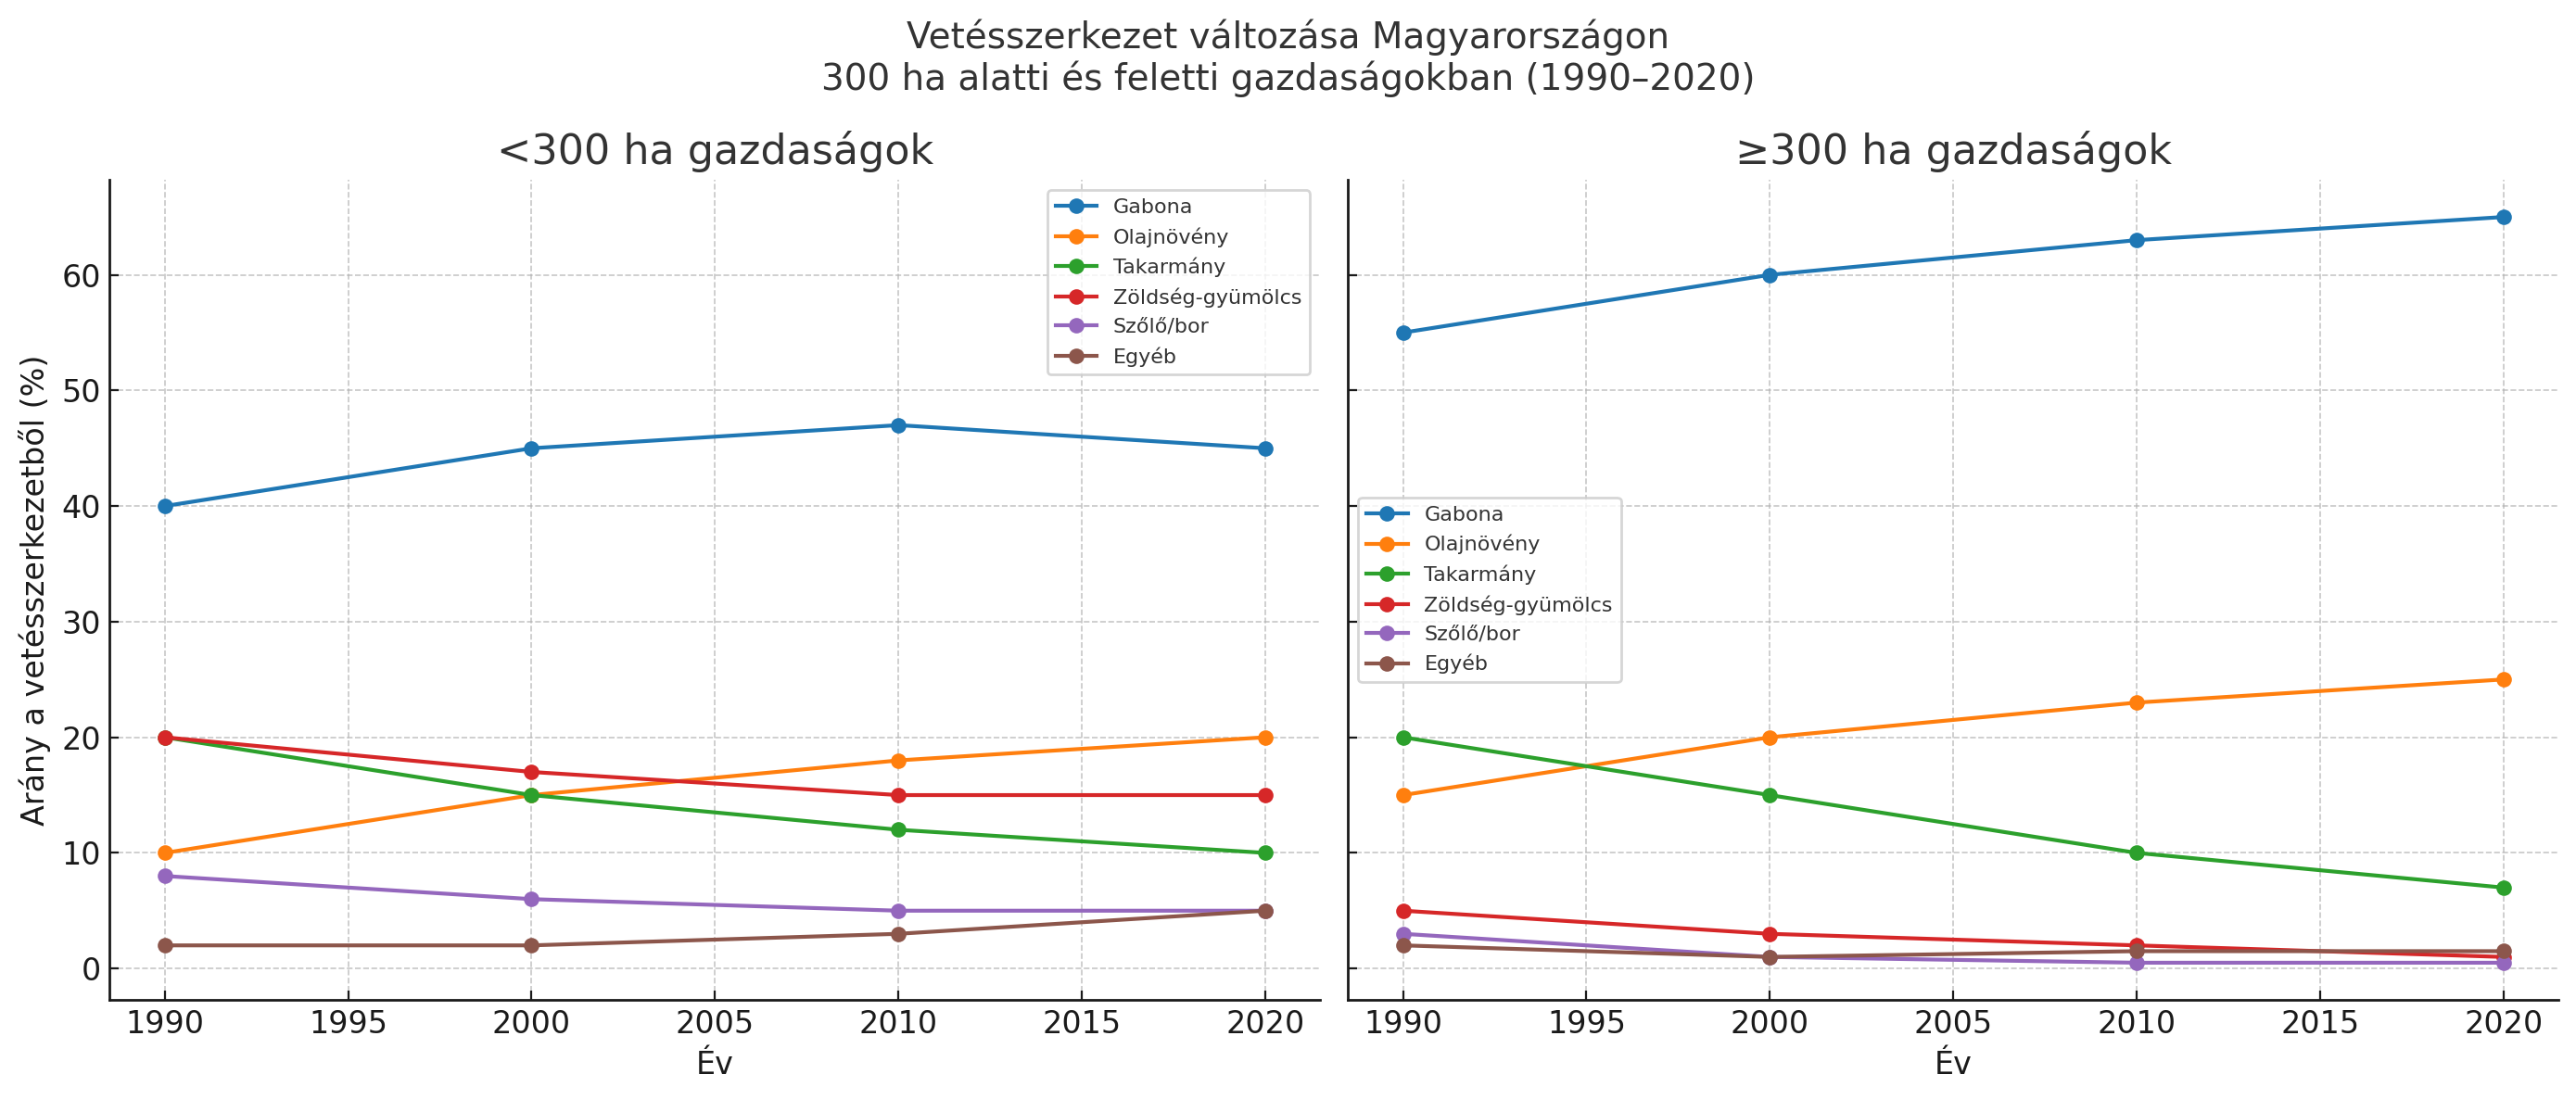 Vetésszerkezet változása Magyarországon
300 ha alatti és feletti gazdaságokban (1990–2020)
<300 ha gazdaságok
Arány a vetésszerkezetből (%)
60
50
40
30
20
10
0
Gabona
Olajnövény
Takarmány
Zöldség-gyümölcs
Szőlő/bor
Egyéb
1990 1995 2000 2005 2010 2015 2020
Év
≥300 ha gazdaságok
Gabona
Olajnövény
Takarmány
Zöldség-gyümölcs
Szőlő/bor
Egyéb
1990 1995 2000 2005 2010 2015 2020
Év